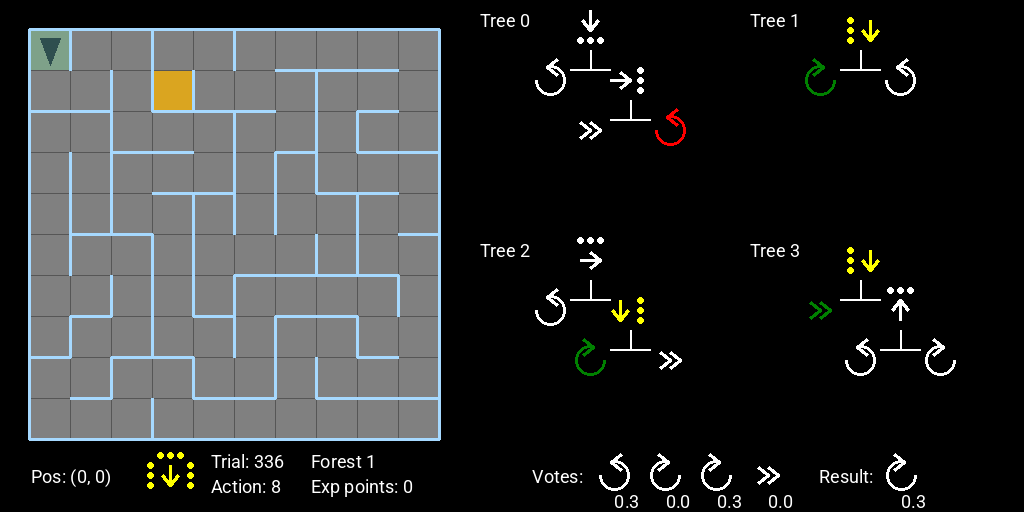 Tree 0
Tree 1
Tree 2
Tree 3
Pos: (0, 0)
Trial: 336
Forest 1
Action: 8
Exp points: 0
Votes:
0.3
0.0
0.3
0.0
Result:
0.3